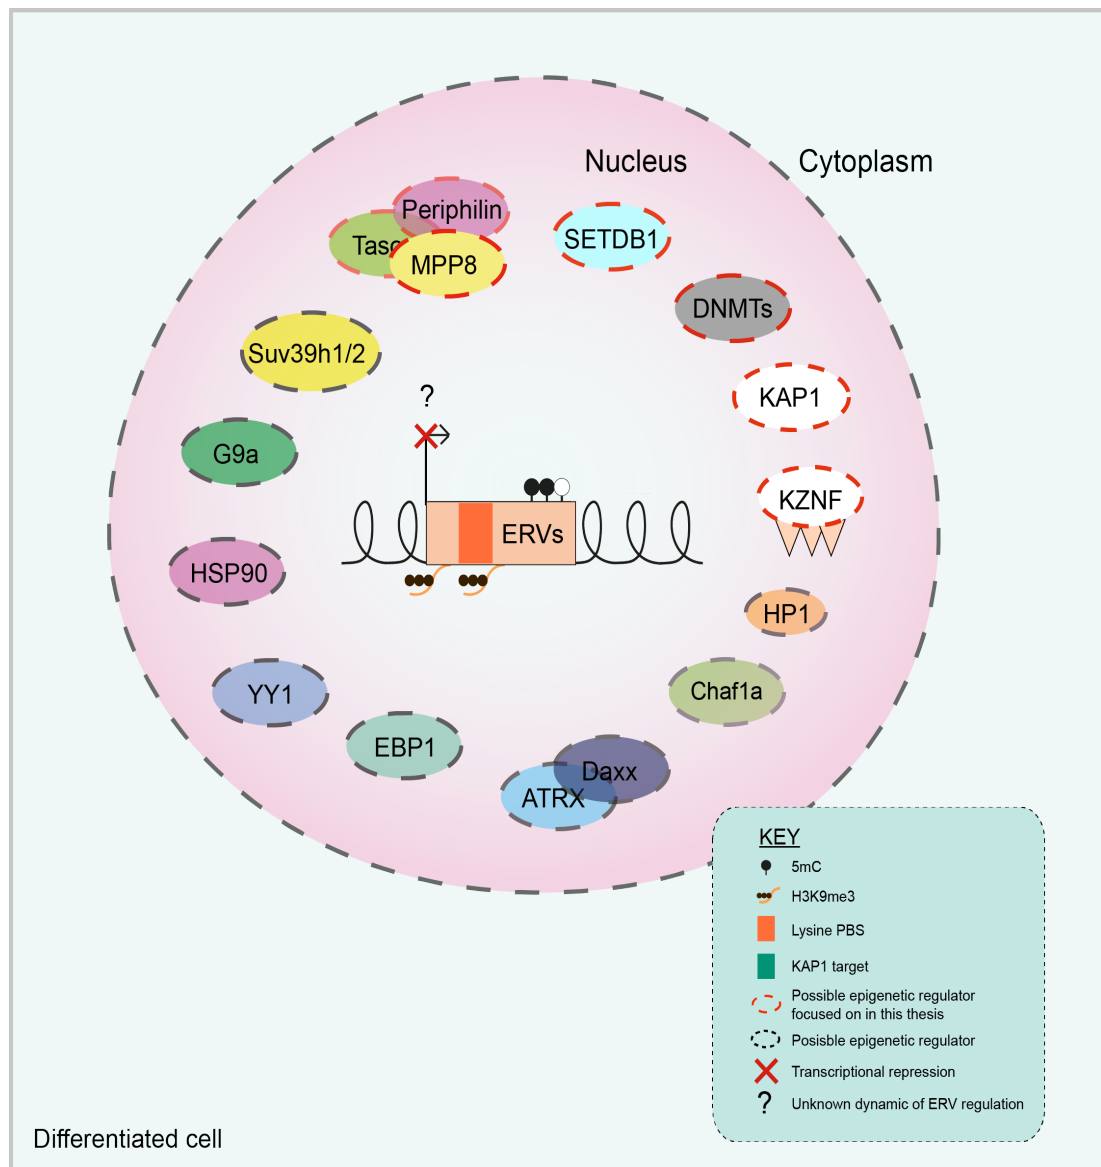 Nucleus
Cytoplasm
Periphilin
Taso
MPP8
SETDB1
DNMTs
Suv39h1/2
KAP1
?
G9a
KZNF
ERVs
HSP90
HP1
YY1
Chaf1a
EBP1
Daxx
ATRX
KEY
5mC
H3K9me3
Lysine PBS
KAP1 target
Possible epigenetic regulator
focused on in this thesis
Posisble epigenetic regulator
Transcriptional repression
? Unknown dynamic of ERV regulation
Differentiated cell